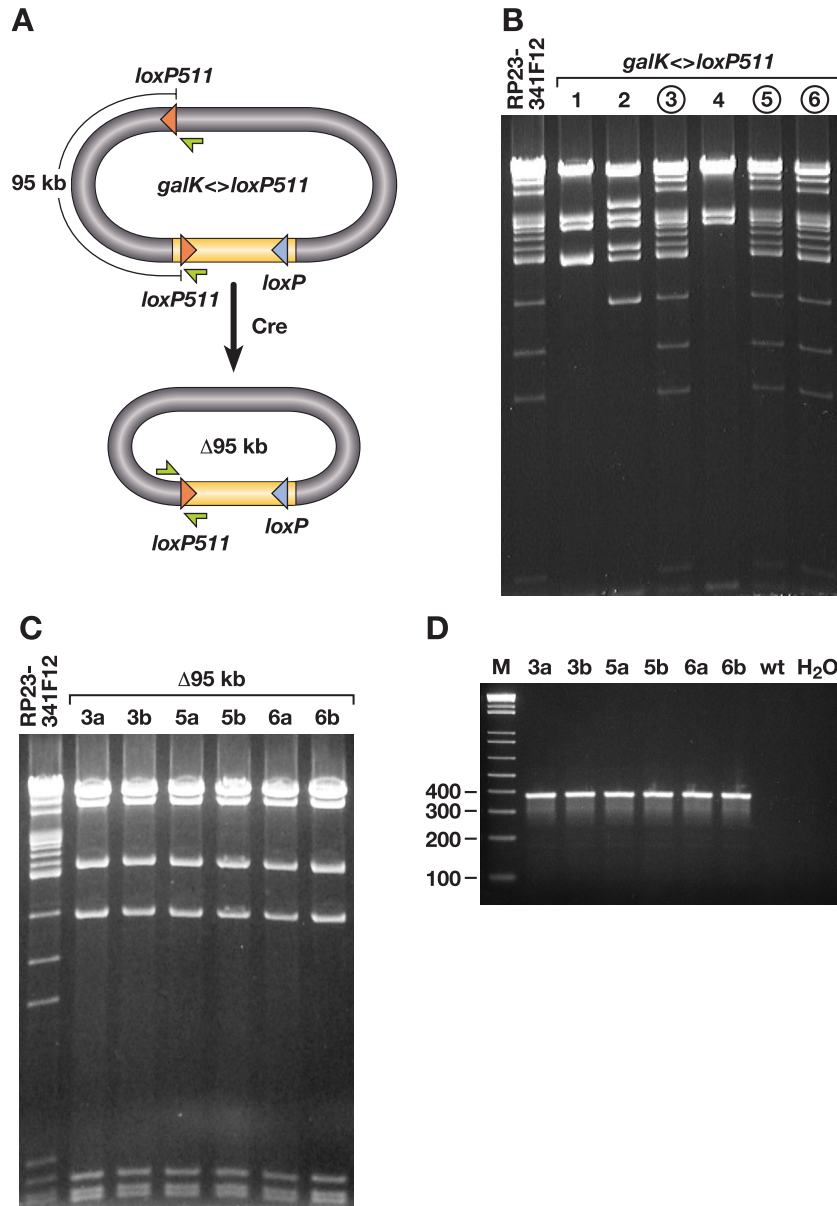 A
loxP511
95 kb
galK<>loxP511
loxP511
loxP
Cre
Δ95 kb
loxP511
loxP
B
RP23-
341F12
galK<>loxP511
1 2 3 4 5 6
C
RP23-
341F12
Δ95 kb
3a 3b 5a 5b 6a 6b
D
M 3a 3b 5a 5b 6a 6b wt H2O
400
300
200
100